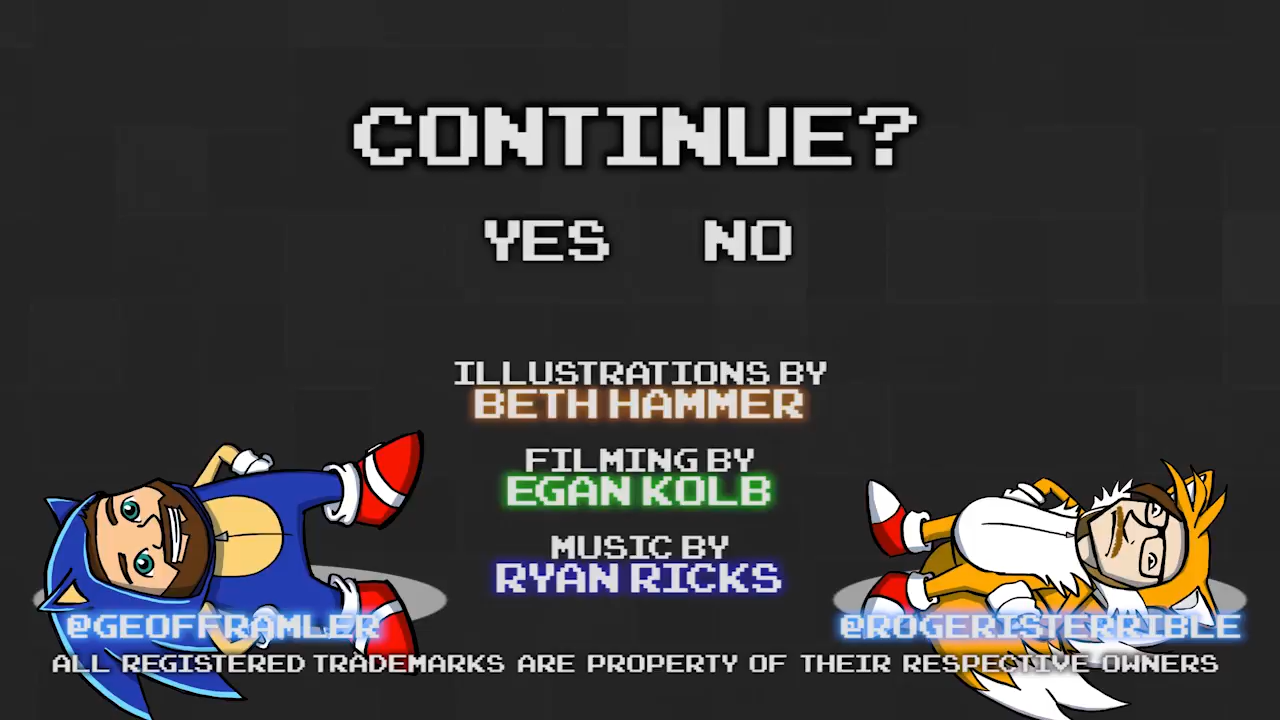 CONTINUE?
YES NO
ILLUSTRATIONS BY
BETH HAMMER
FILMING BY
EGAN KOLB
MUSIC BY
RYAN RICKS
@GEOFFRAMLER @ROGERISTERRIBLE
ALL REGISTERED TRADEMARKS ARE PROPERTY OF THEIR RESPECTIVE OWNERS